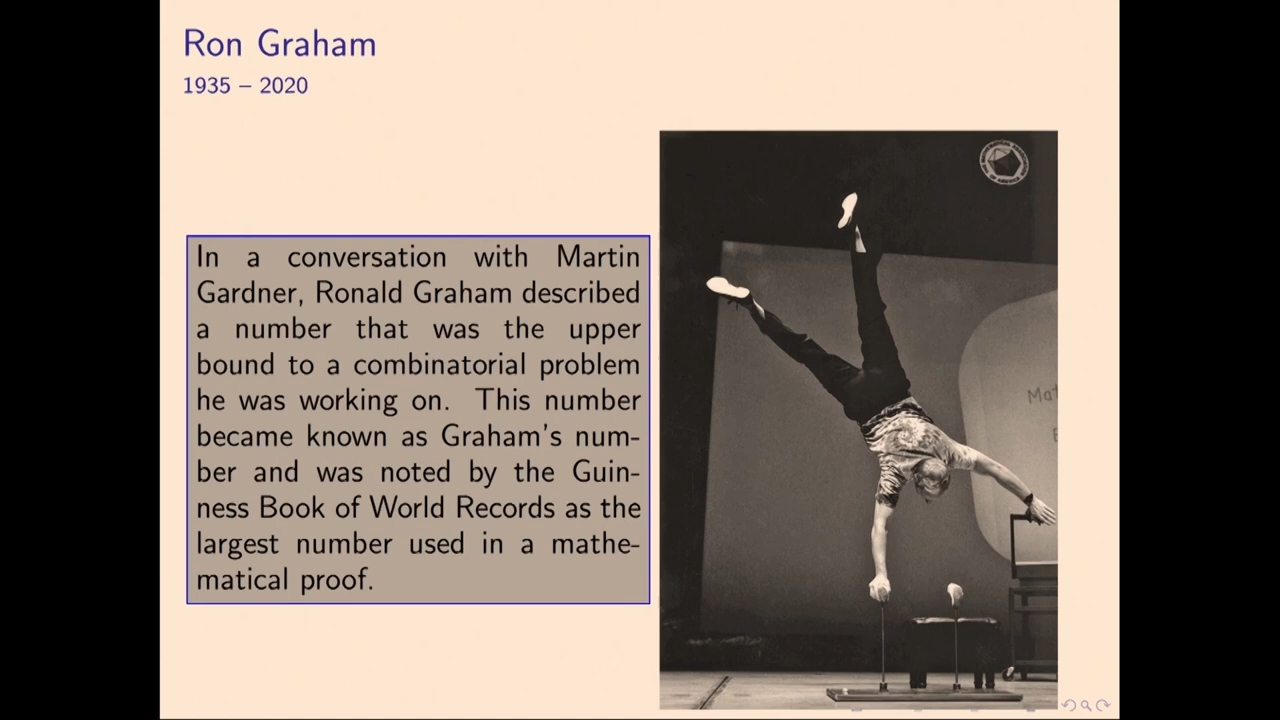 Ron Graham
1935 – 2020
In a conversation with Martin
Gardner, Ronald Graham described
a number that was the upper
bound to a combinatorial problem
he was working on. This number
became known as Graham's num-
ber and was noted by the Guin-
ness Book of World Records as the
largest number used in a mathe-
matical proof.